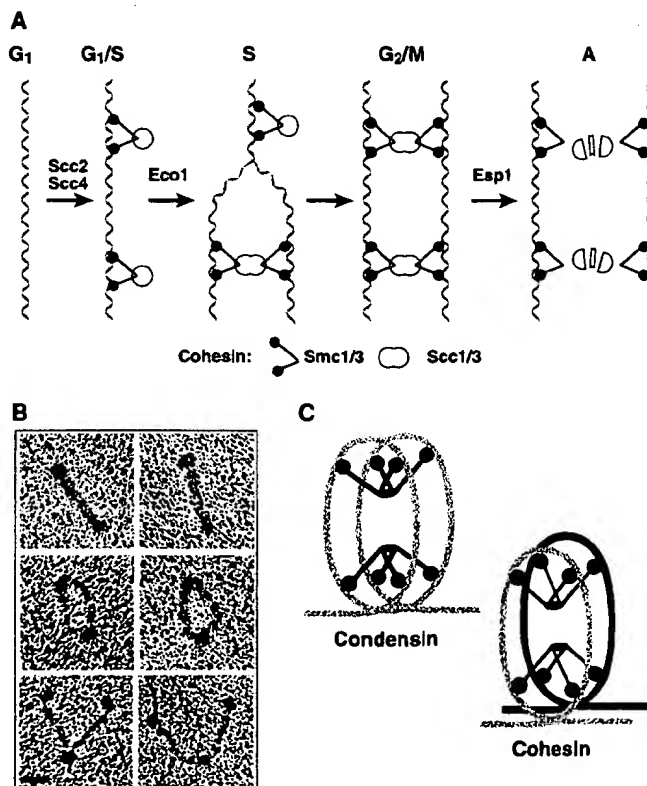 A
G1 G1/S S G2/M A
Scc2
Scc4
Eco1
Esp1
Cohesin: Smc1/3 Scc1/3
B
C
Condensin
Cohesin